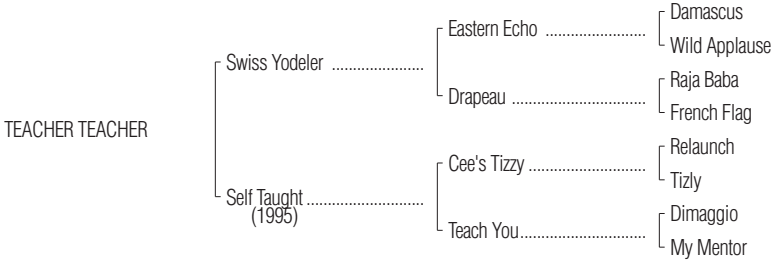 Damascus
Eastern Echo ........................
Wild Applause
Swiss Yodeler ......................
Raja Baba
Drapeau ................................
French Flag
TEACHER TEACHER
Relaunch
Cee's Tizzy ............................
Tizly
Self Taught ............................
(1995)
Dimaggio
Teach You..............................
My Mentor